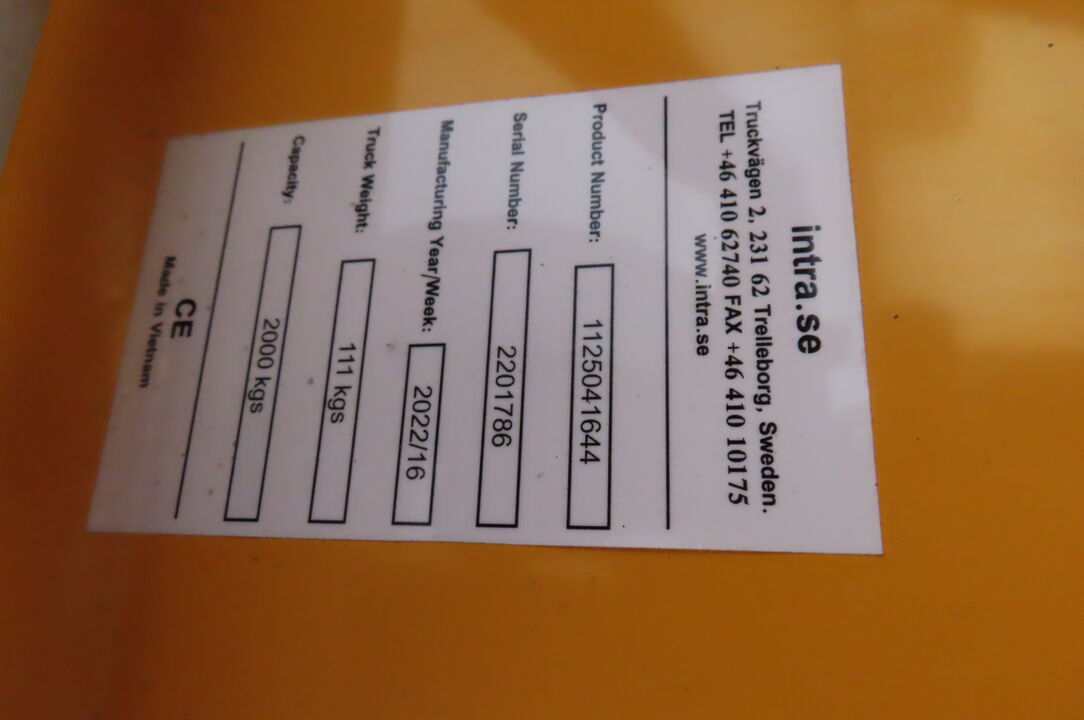 intra.se
Truckvägen 2, 231 62 Trelleborg, Sweden.
TEL +46 410 62740 FAX +46 410 10175
www.intra.se
Product Number: 1125041644
Serial Number: 2201786
Manufacturing Year/Week: 2022/16
Truck Weight: 111 kgs
Capacity: 2000 kgs
CE
Made in Vietnam